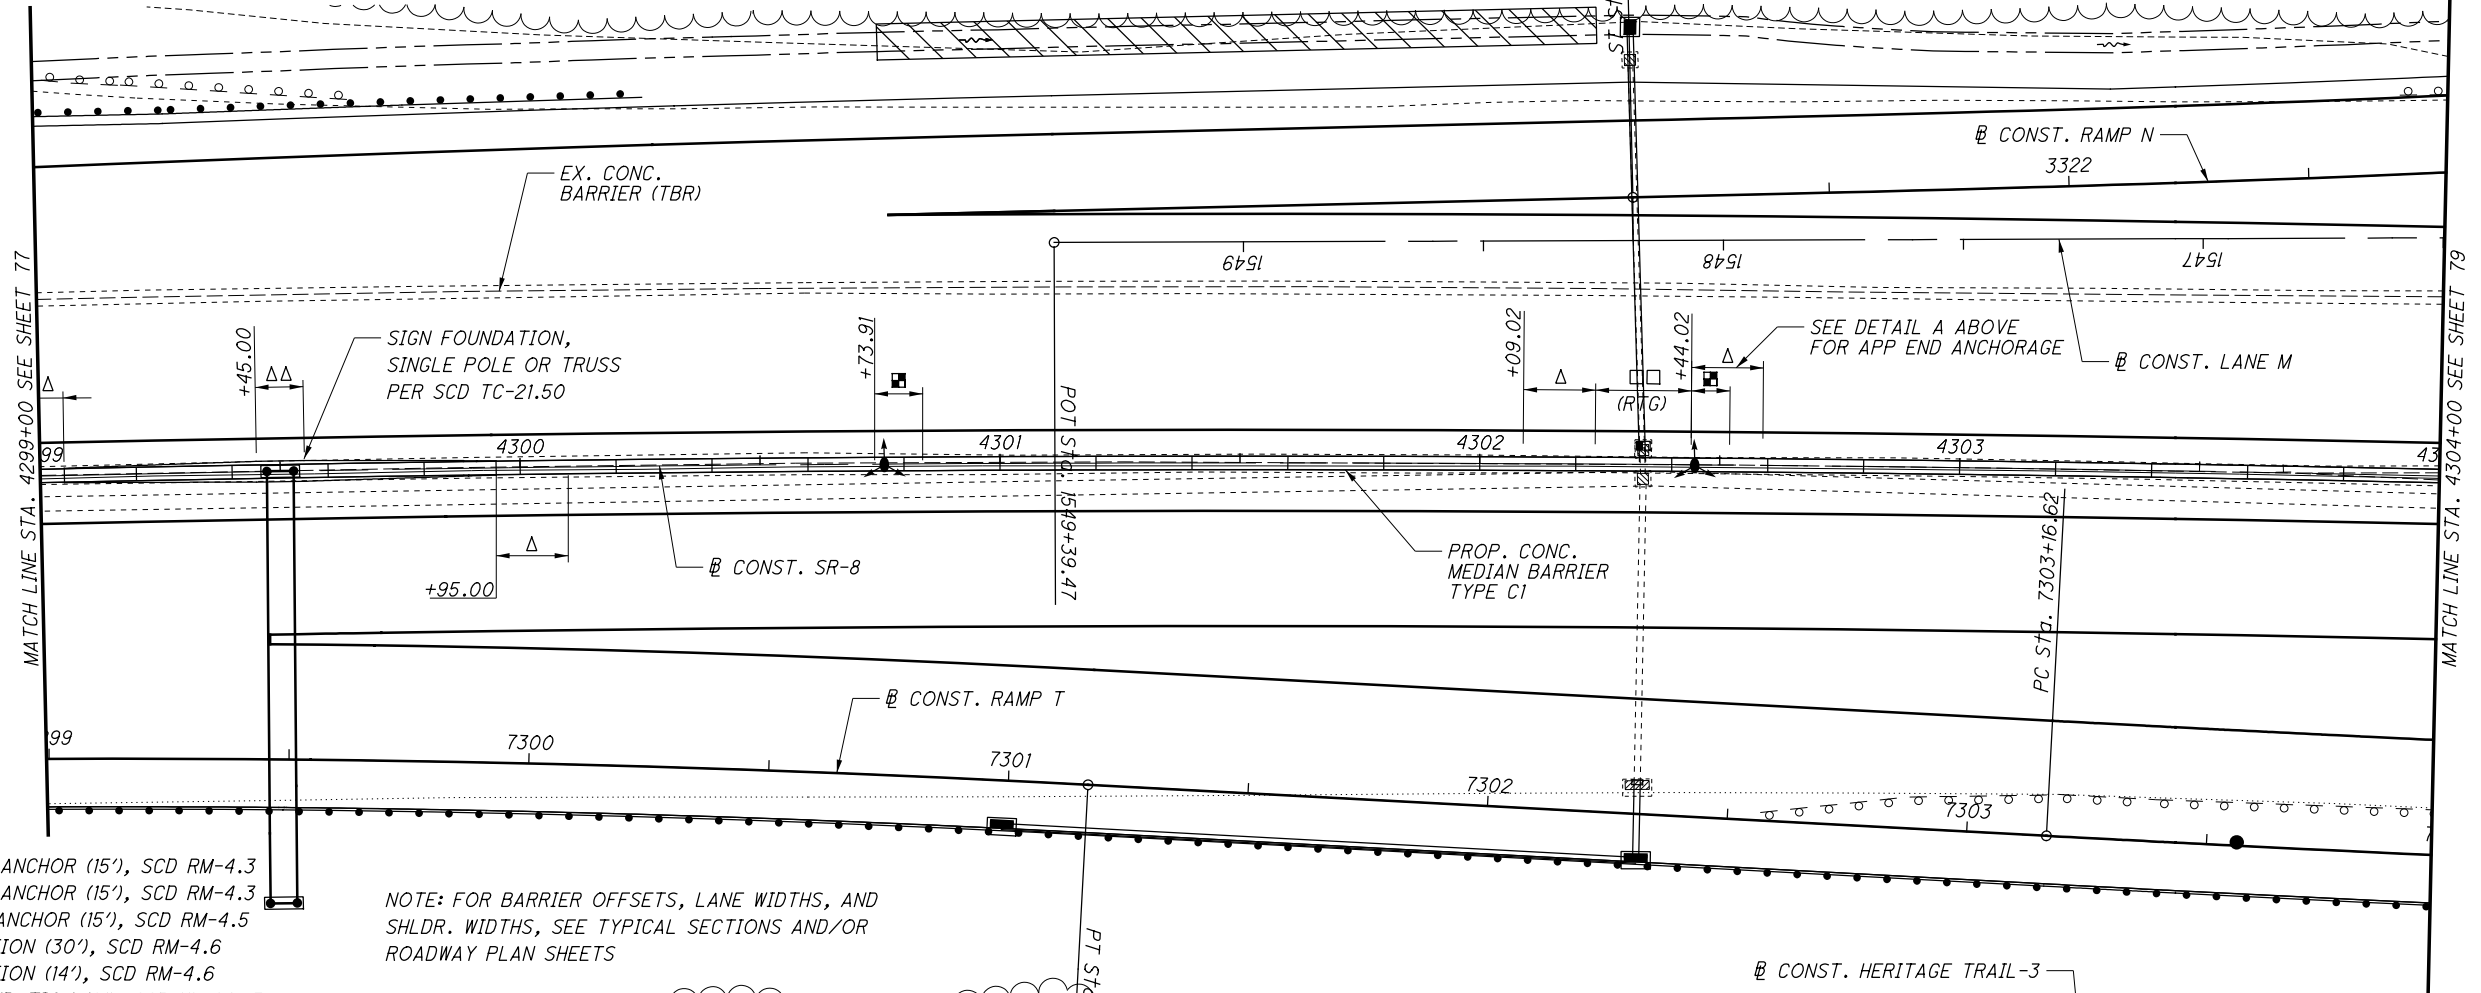 ℄ CONST. RAMP N
3322
EX. CONC.
BARRIER (TBR)
1549
1548
1547
MATCH LINE STA. 4299+00 SEE SHEET 77
MATCH LINE STA. 4304+00 SEE SHEET 79
SIGN FOUNDATION,
SINGLE POLE OR TRUSS
PER SCD TC-21.50
+45.00
ΔΔ
Δ
+73.91
POT STG. 1549+39.47
+09.02
Δ
(RTG)
+44.02
Δ
SEE DETAIL A ABOVE
FOR APP END ANCHORAGE
℄ CONST. LANE M
99
4300
4301
4302
4303
43
Δ
+95.00
℄ CONST. SR-8
PROP. CONC.
MEDIAN BARRIER
TYPE C1
PC Sta. 7303+16.62
℄ CONST. RAMP T
99
7300
7301
7302
7303
ANCHOR (15'), SCD RM-4.3
ANCHOR (15'), SCD RM-4.3
ANCHOR (15'), SCD RM-4.5
ION (30'), SCD RM-4.6
ION (14'), SCD RM-4.6
NOTE: FOR BARRIER OFFSETS, LANE WIDTHS, AND
SHLDR. WIDTHS, SEE TYPICAL SECTIONS AND/OR
ROADWAY PLAN SHEETS
PT Sta
℄ CONST. HERITAGE TRAIL-3